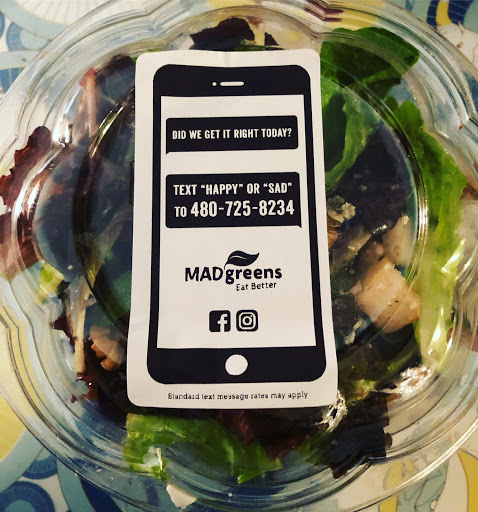 DID WE GET IT RIGHT TODAY?
TEXT "HAPPY" OR "SAD"
TO 480-725-8234
MADgreens
Eat Better
f
Standard text message rates may apply